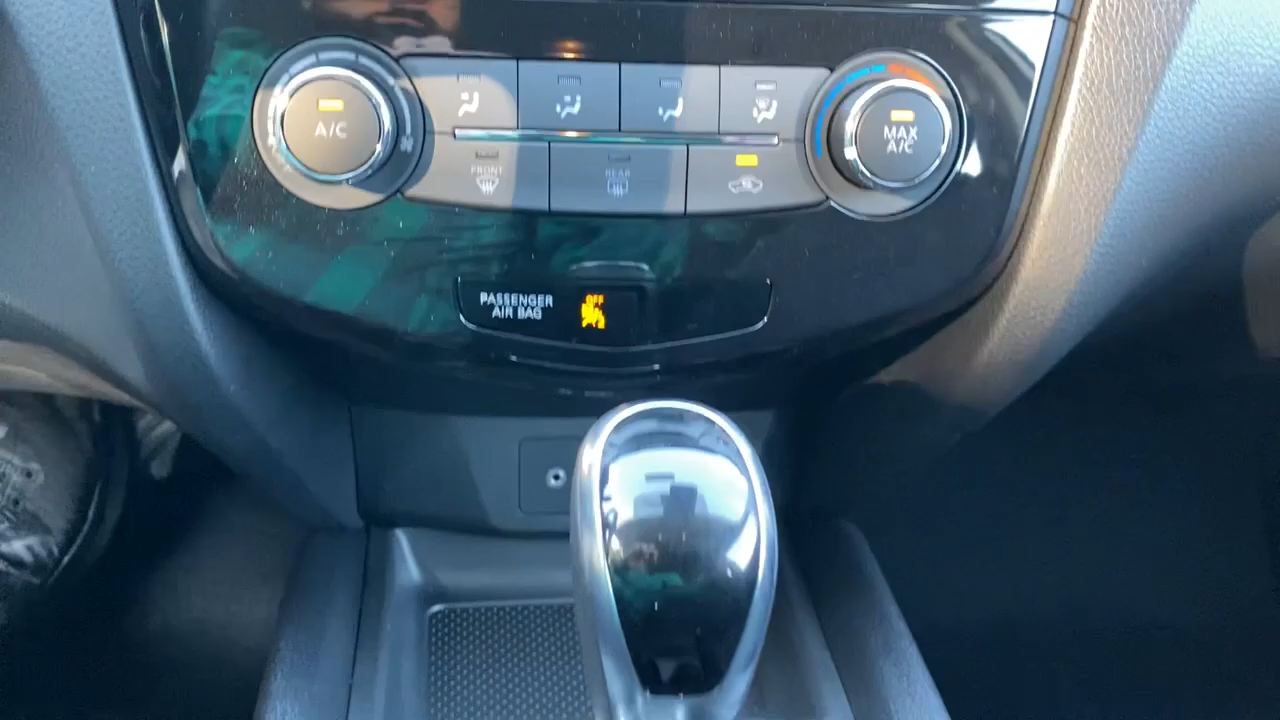 A/C
MAX
A/C
FRONT
REAR
PASSENGER
AIR BAG
OFF